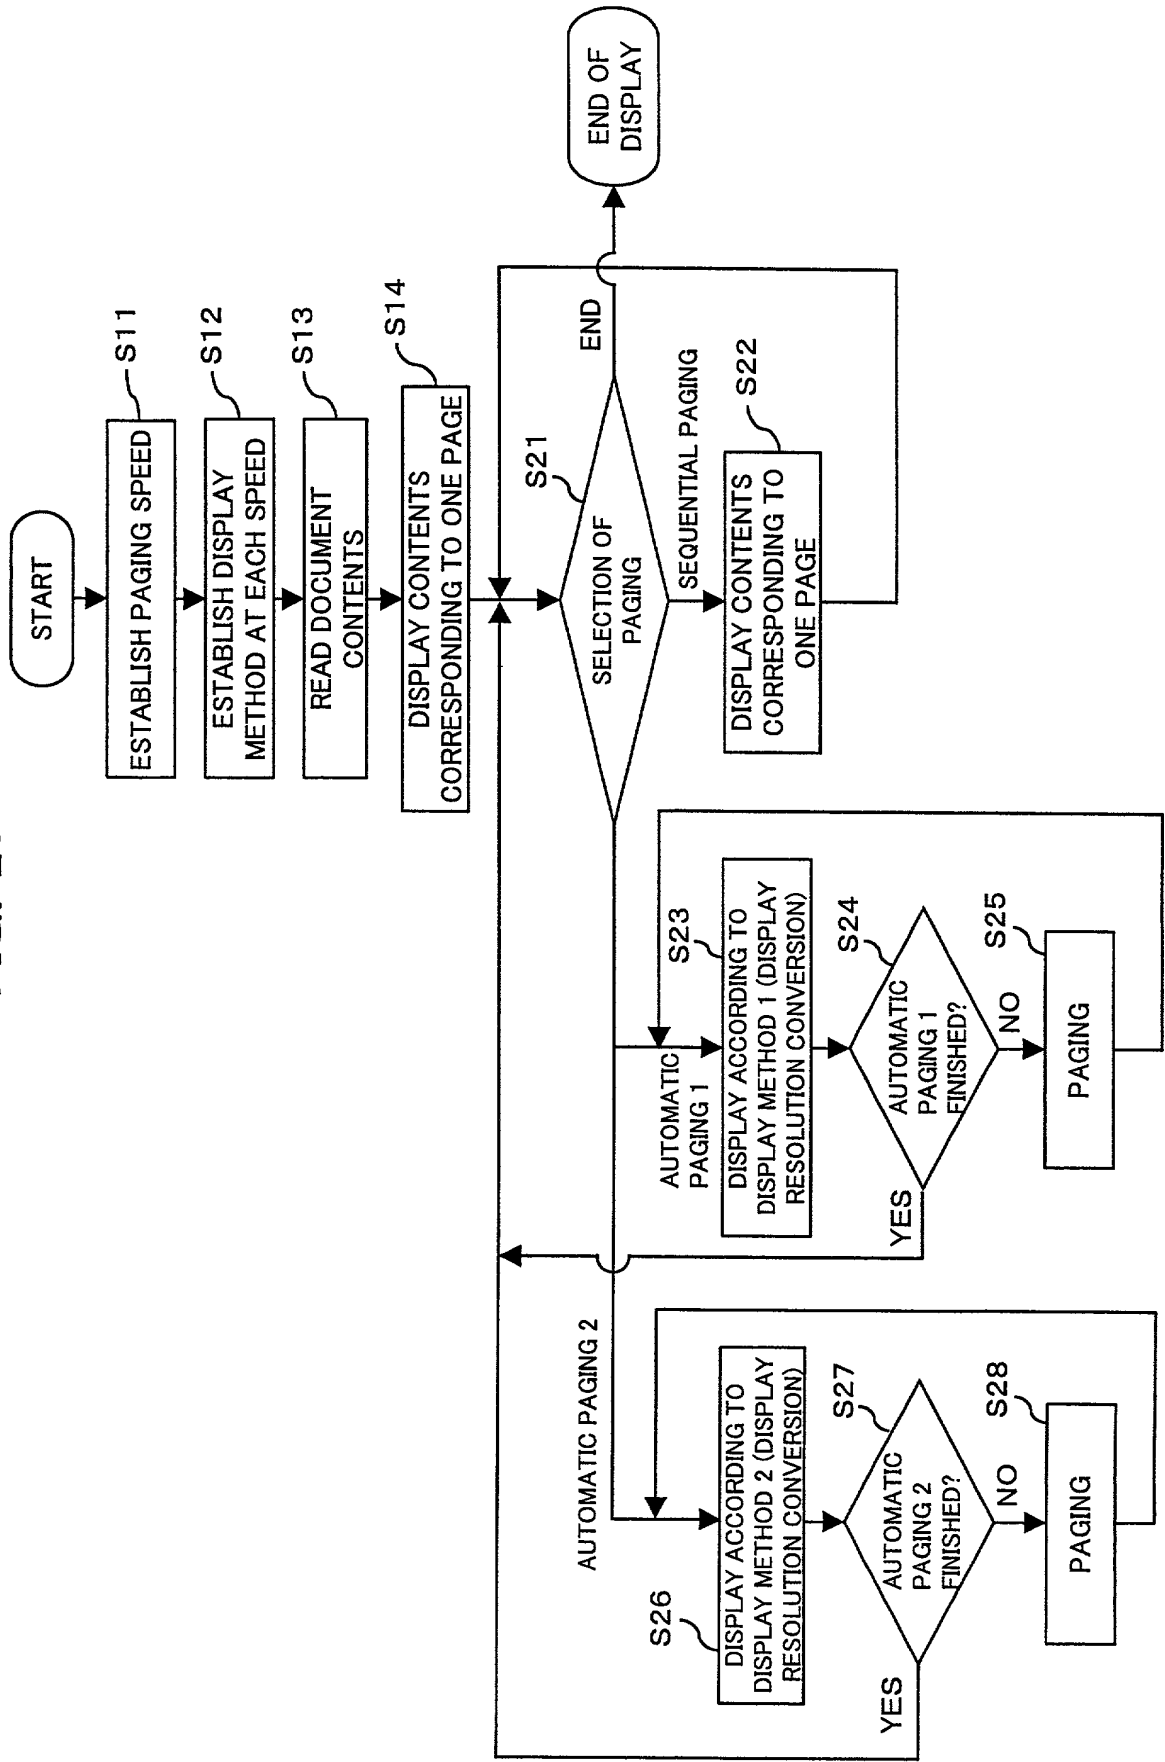 START
ESTABLISH PAGING SPEED
S11
ESTABLISH DISPLAY
METHOD AT EACH SPEED
S12
READ DOCUMENT
CONTENTS
S13
DISPLAY CONTENTS
CORRESPONDING TO ONE PAGE
S14
SELECTION OF
PAGING
S21
END
END OF
DISPLAY
SEQUENTIAL PAGING
DISPLAY CONTENTS
CORRESPONDING TO
ONE PAGE
S22
AUTOMATIC
PAGING 1
DISPLAY ACCORDING TO
DISPLAY METHOD 1 (DISPLAY
RESOLUTION CONVERSION)
S23
AUTOMATIC
PAGING 1
FINISHED?
S24
YES
NO
PAGING
S25
AUTOMATIC PAGING 2
DISPLAY ACCORDING TO
DISPLAY METHOD 2 (DISPLAY
RESOLUTION CONVERSION)
S26
AUTOMATIC
PAGING 2
FINISHED?
S27
YES
NO
PAGING
S28